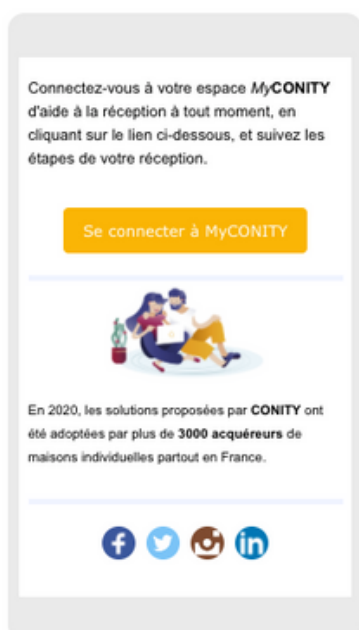 Connectez-vous à votre espace MyCONITY
d'aide à la réception à tout moment, en
cliquant sur le lien ci-dessous, et suivez les
étapes de votre réception.
Se connecter à MyCONITY
En 2020, les solutions proposées par CONITY ont
été adoptées par plus de 3000 acquéreurs de
maisons individuelles partout en France.